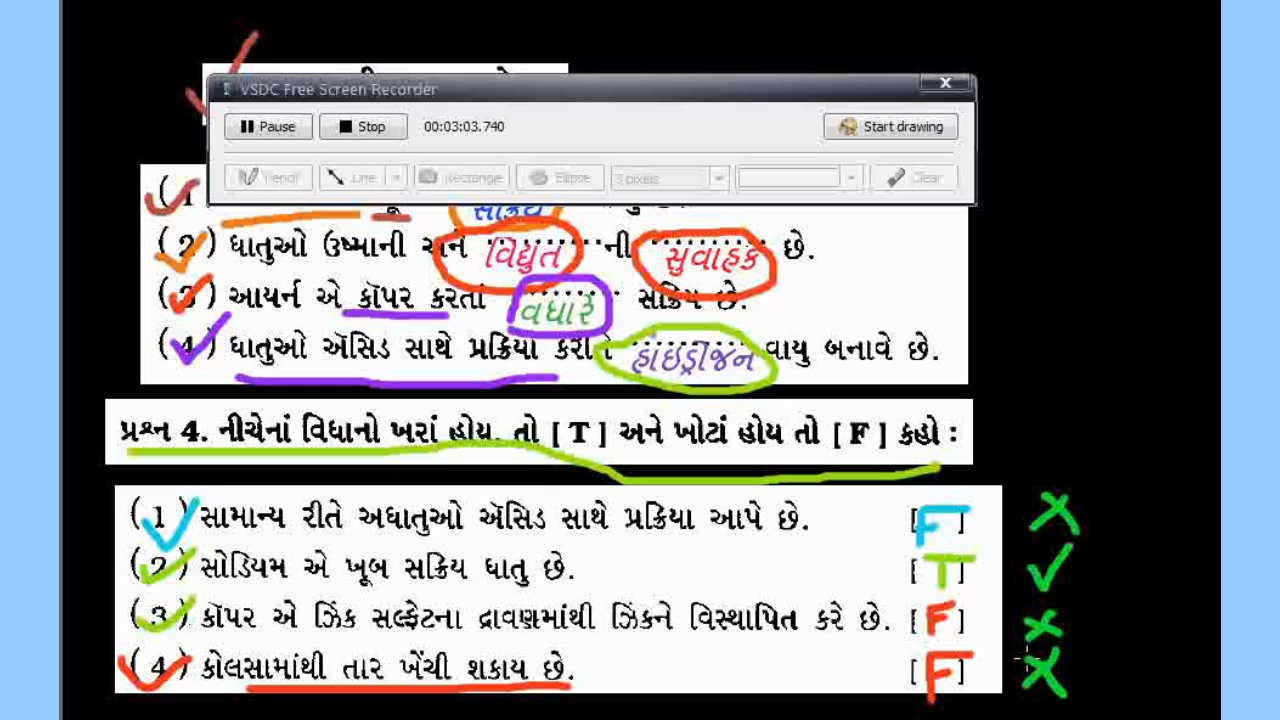 VSDC Free Screen Recorder
Pause Stop 00:03:03.740 Start drawing
Pencil Line Rectangle Ellipse 3 pixels Clear
(1 સક્રિય
(2) ધાતુઓ ઉષ્માની અને વિદ્યુત ની સુવાહક છે.
(3) આયર્ન એ કૉપર કરતાં વધારે સક્રિય છે.
(4) ધાતુઓ ઍસિડ સાથે પ્રક્રિયા કરીને હાઇડ્રોજન વાયુ બનાવે છે.
પ્રશ્ન 4. નીચેનાં વિધાનો ખરાં હોય તો [ T ] અને ખોટાં હોય તો [ F ] કહો :
(1) સામાન્ય રીતે અધાતુઓ ઍસિડ સાથે પ્રક્રિયા આપે છે. [F] ✗
(2) સોડિયમ એ ખૂબ સક્રિય ધાતુ છે. [T] ✓
(3) કૉપર એ ઝિંક સલ્ફેટના દ્રાવણમાંથી ઝિંકને વિસ્થાપિત કરે છે. [F] ✗
(4) કોલસામાંથી તાર ખેંચી શકાય છે. [F] ✗